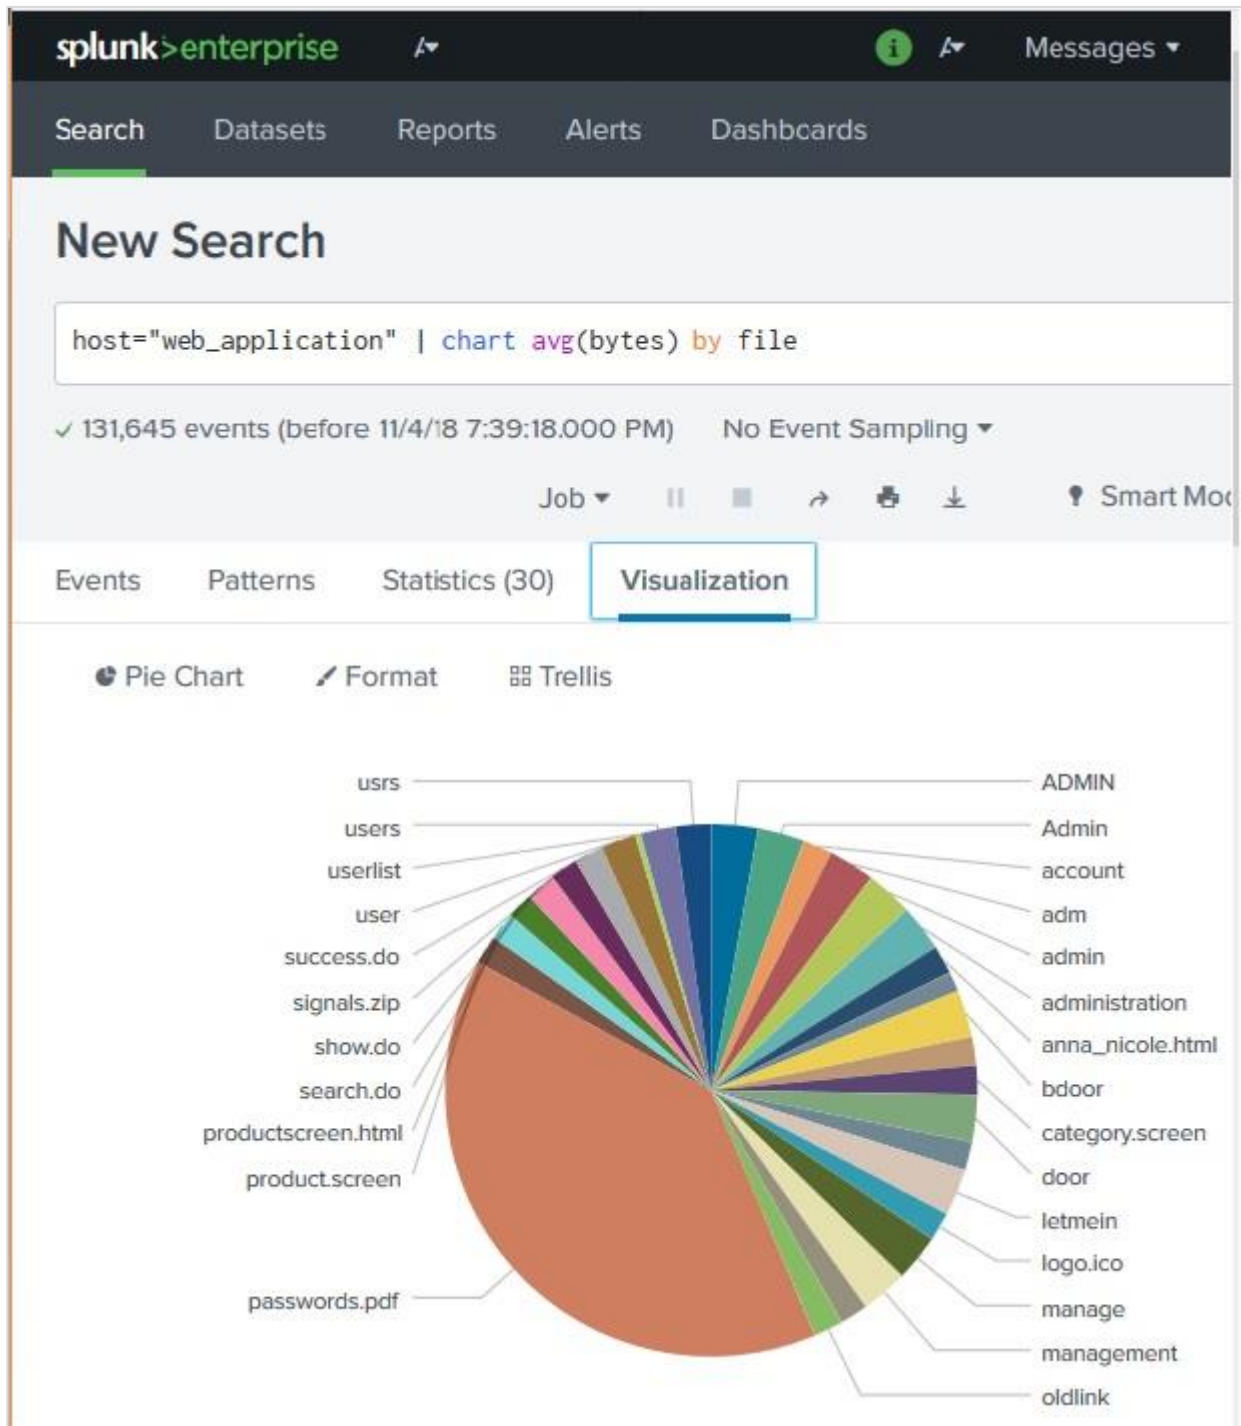 splunk>enterprise
Messages
Search Datasets Reports Alerts Dashboards
New Search
host="web_application" | chart avg(bytes) by file
131,645 events (before 11/4/18 7:39:18.000 PM) No Event Sampling
Job Smart Mod
Events Patterns Statistics (30) Visualization
Pie Chart Format Trellis
usrs
users
userlist
user
success.do
signals.zip
show.do
search.do
productscreen.html
product.screen
passwords.pdf
ADMIN
Admin
account
adm
admin
administration
anna_nicole.html
bdoor
category.screen
door
letmein
logo.ico
manage
management
oldlink